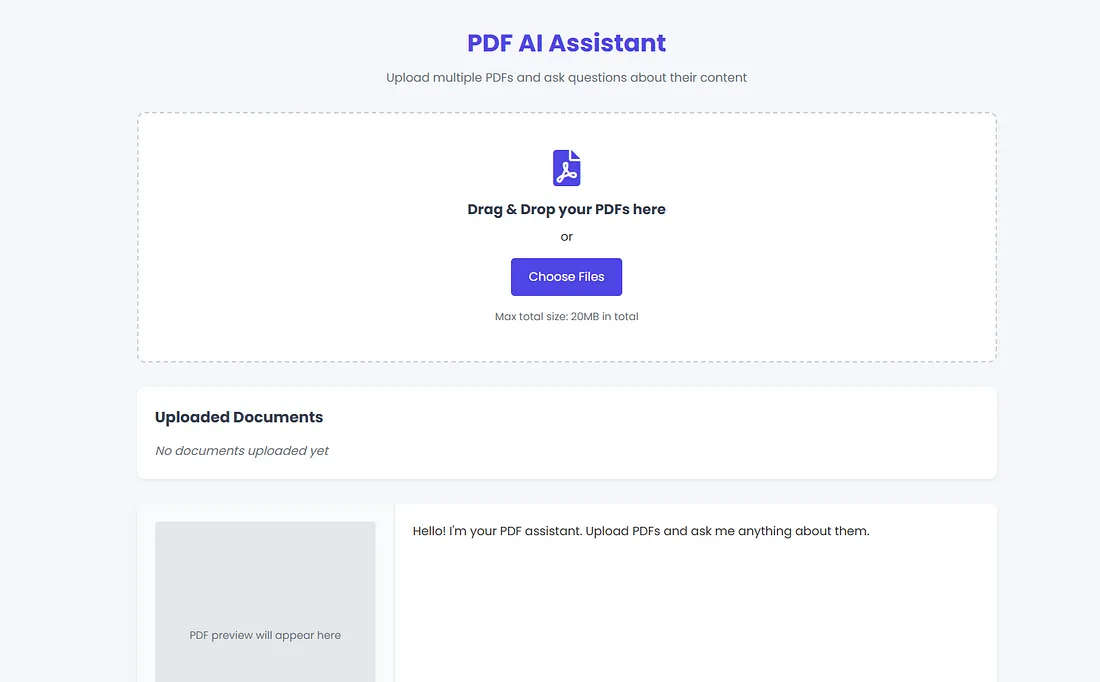 PDF AI Assistant
Upload multiple PDFs and ask questions about their content
Drag & Drop your PDFs here
or
Choose Files
Max total size: 20MB in total
Uploaded Documents
No documents uploaded yet
Hello! I'm your PDF assistant. Upload PDFs and ask me anything about them.
PDF preview will appear here